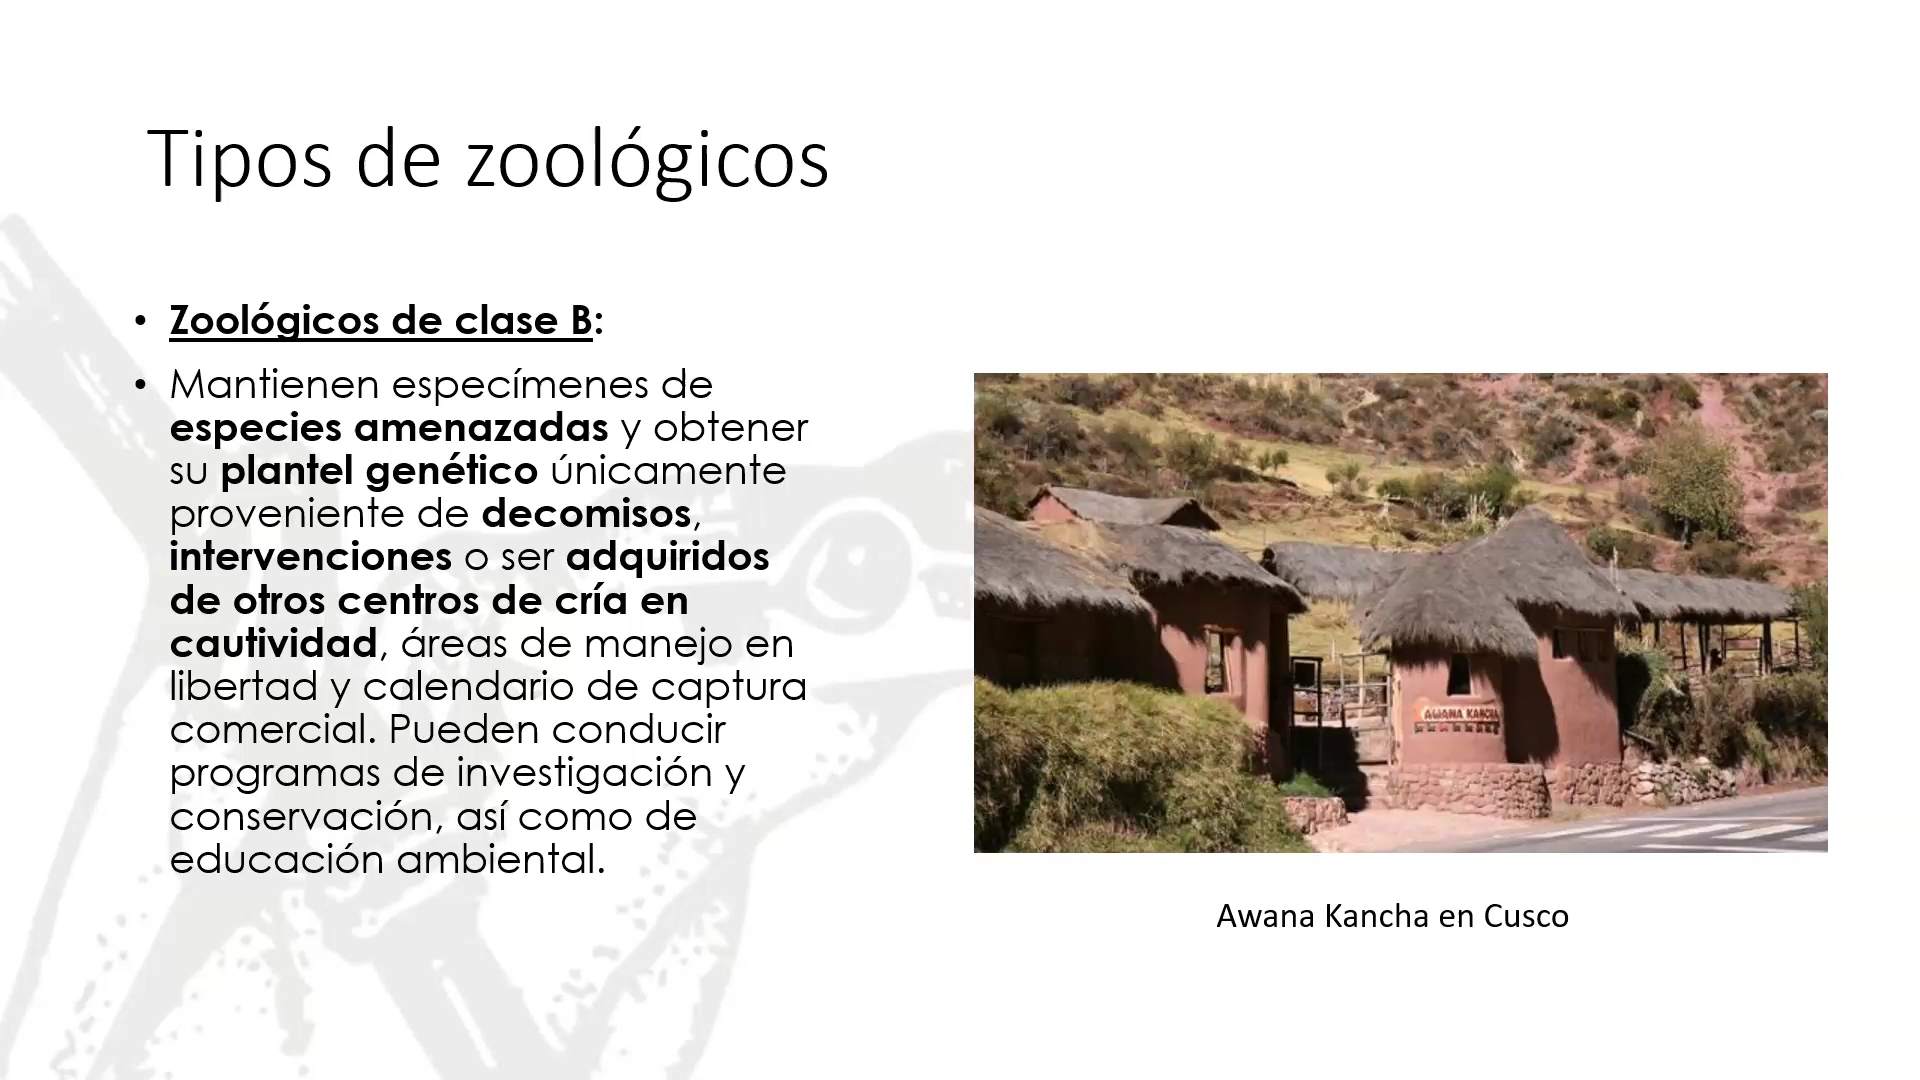 Tipos de zoológicos
• Zoológicos de clase B:
• Mantienen especímenes de
especies amenazadas y obtener
su plantel genético únicamente
proveniente de decomisos,
intervenciones o ser adquiridos
de otros centros de cría en
cautividad, áreas de manejo en
libertad y calendario de captura
comercial. Pueden conducir
programas de investigación y
conservación, así como de
educación ambiental.
AWANA KANCHA
Awana Kancha en Cusco